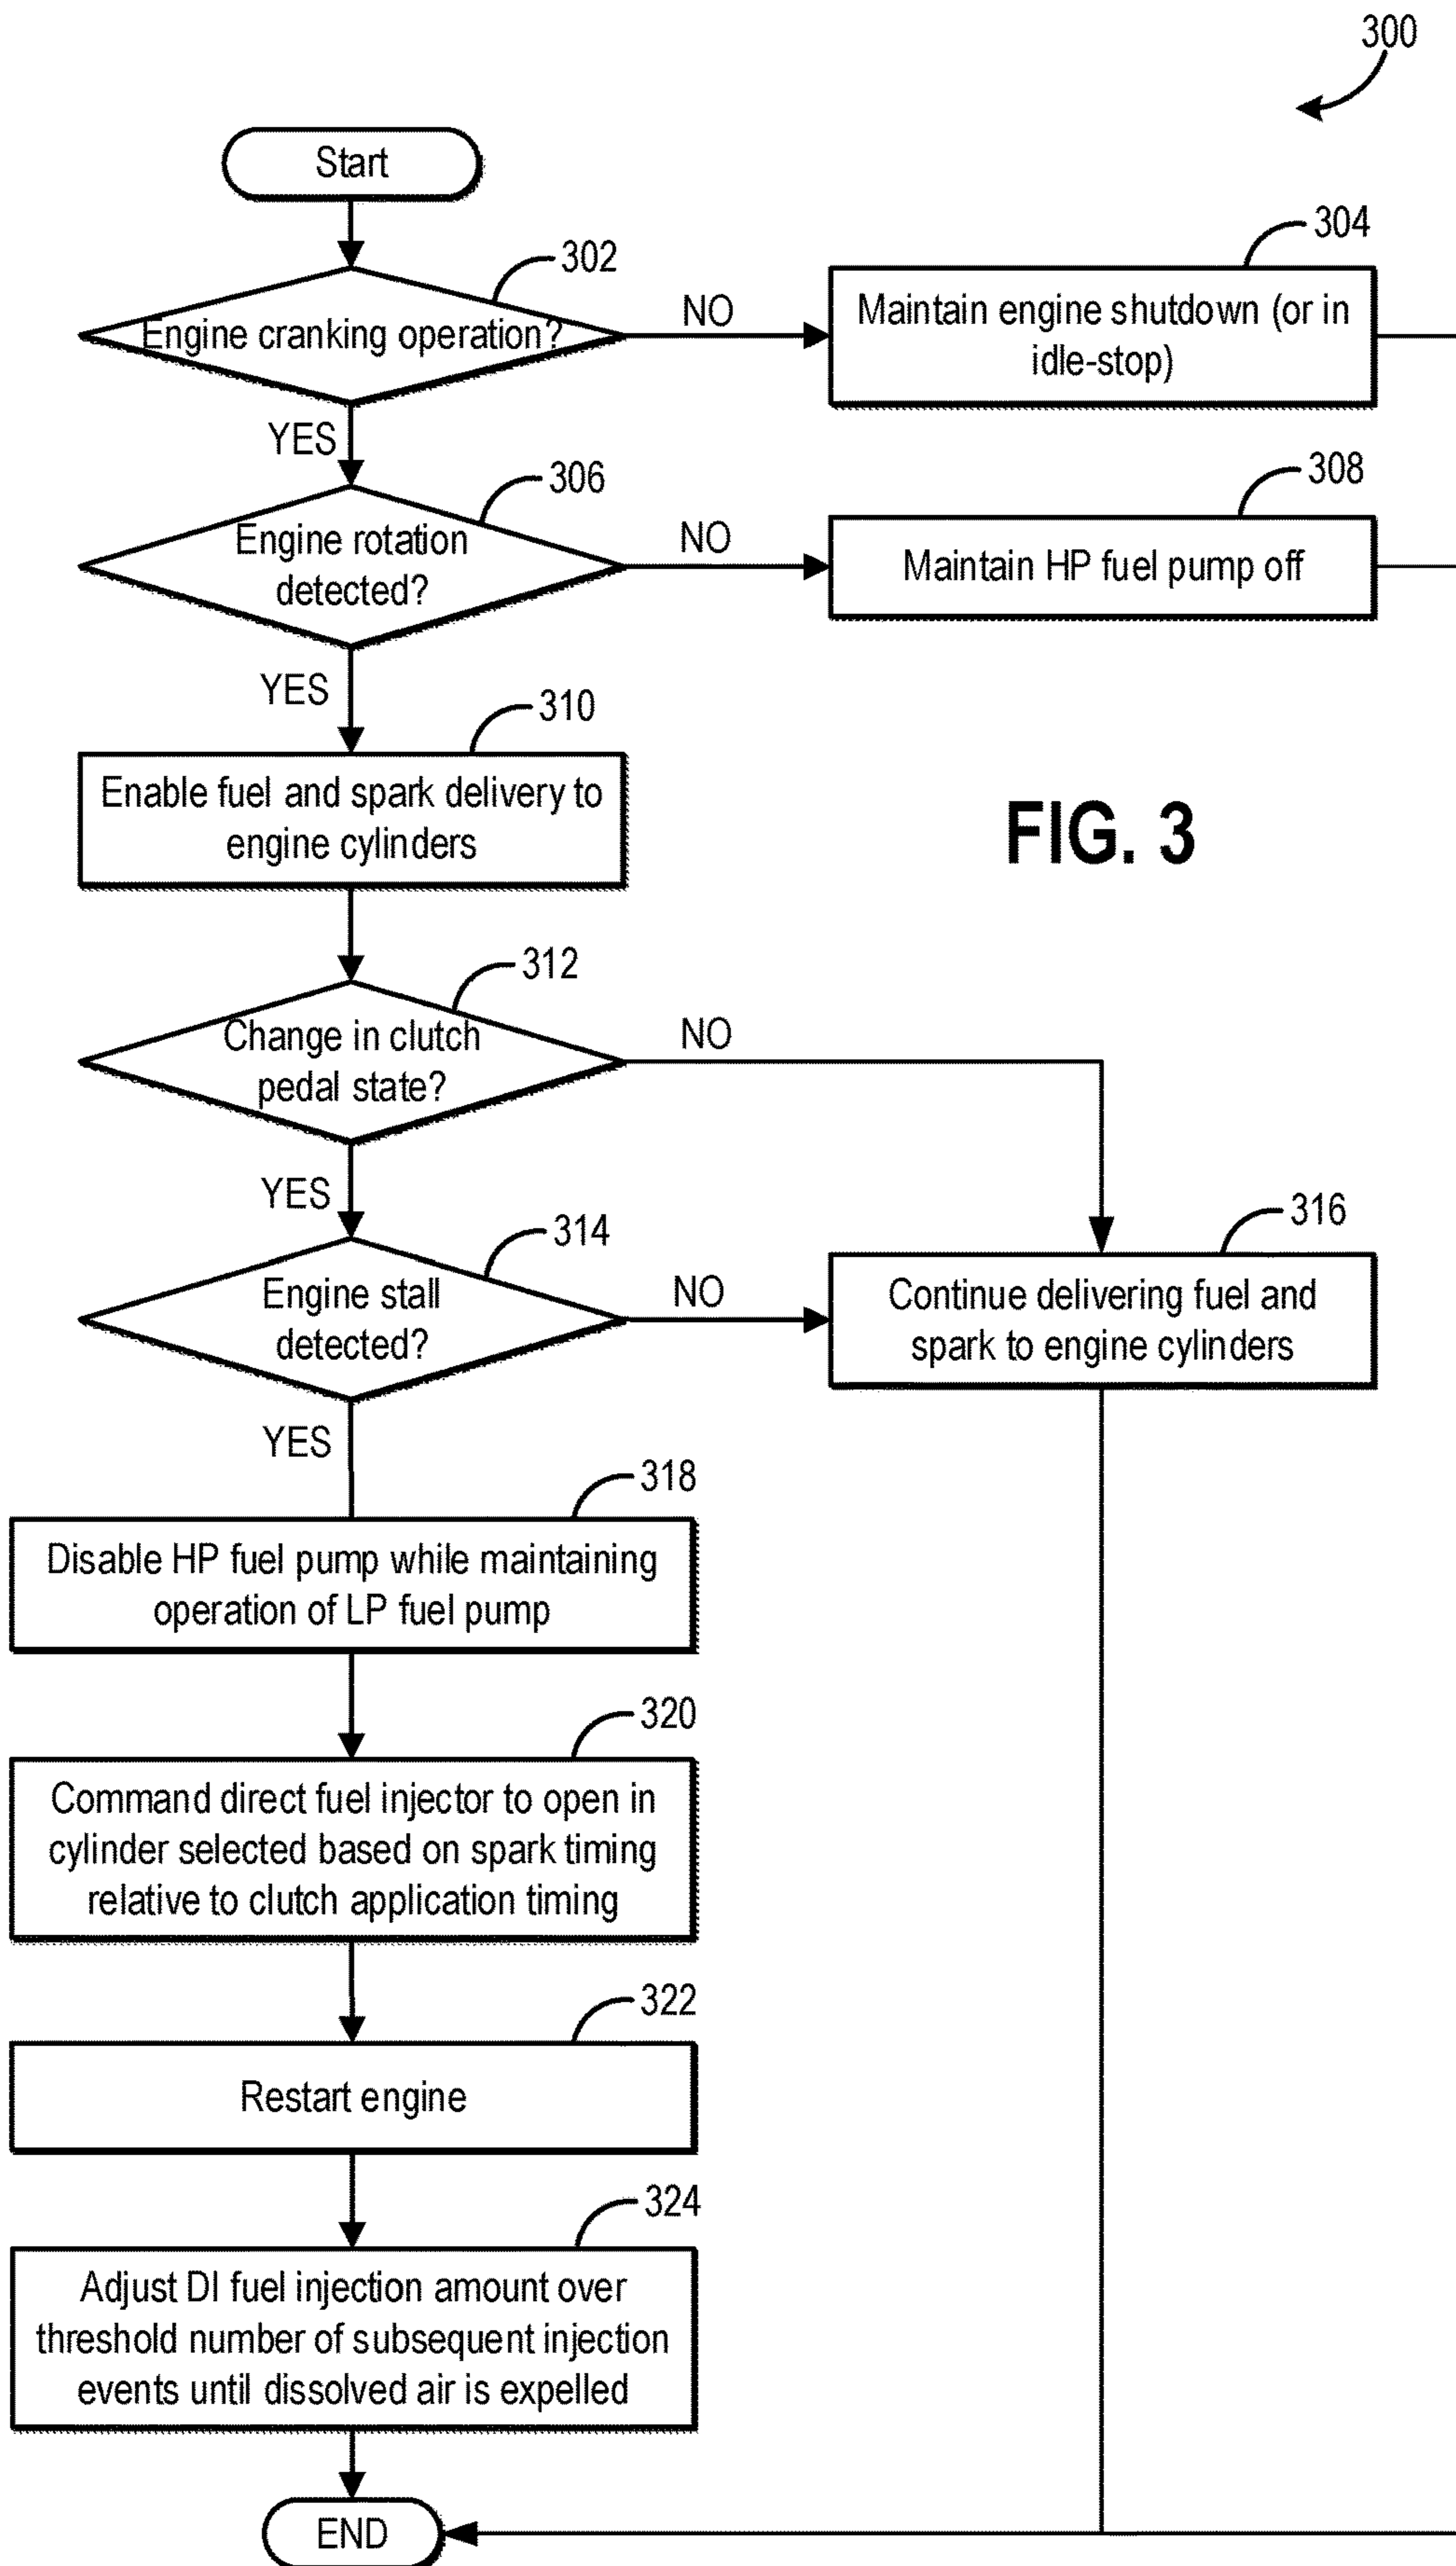 300
Start
302
Engine cranking operation?
NO
304
Maintain engine shutdown (or in
idle-stop)
YES
306
Engine rotation
detected?
NO
308
Maintain HP fuel pump off
YES
310
Enable fuel and spark delivery to
engine cylinders
FIG. 3
312
Change in clutch
pedal state?
NO
YES
314
Engine stall
detected?
NO
316
Continue delivering fuel and
spark to engine cylinders
YES
318
Disable HP fuel pump while maintaining
operation of LP fuel pump
320
Command direct fuel injector to open in
cylinder selected based on spark timing
relative to clutch application timing
322
Restart engine
324
Adjust DI fuel injection amount over
threshold number of subsequent injection
events until dissolved air is expelled
END